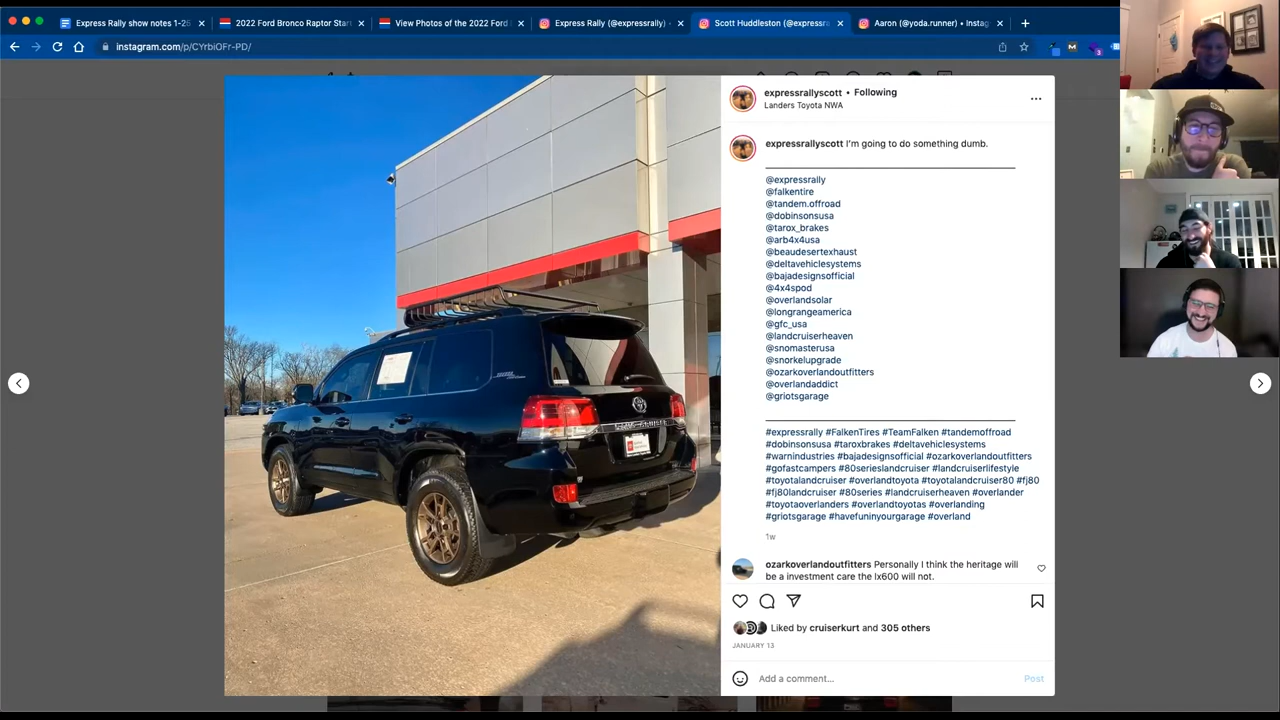 Express Rally show notes 1-25
2022 Ford Bronco Raptor Star
View Photos of the 2022 Ford
Express Rally (@expressrally) •
Scott Huddleston (@expressra
Aaron (@yoda.runner) • Instag
instagram.com/p/CYrbiOFr-PD/
expressrallyscott • Following
Landers Toyota NWA
expressrallyscott I'm going to do something dumb.
@expressrally
@falkentire
@tandem.offroad
@dobinsonsusa
@tarox_brakes
@arb4x4usa
@beaudesertexhaust
@deltavehiclesystems
@bajadesignsofficial
@4x4spod
@overlandsolar
@longrangeamerica
@gfc_usa
@landcruiserheaven
@snomasterusa
@snorkelupgrade
@ozarkoverlandoutfitters
@overlandaddict
@griotsgarage
#expressrally #FalkenTires #TeamFalken #tandemoffroad
#dobinsonsusa #taroxbrakes #deltavehiclesystems
#warnindustries #bajadesignsofficial #ozarkoverlandoutfitters
#gofastcampers #80serieslandcruiser #landcruiserlifestyle
#toyotalandcruiser #overlandtoyota #toyotalandcruiser80 #fj80
#fj80landcruiser #80series #landcruiserheaven #overlander
#toyotaoverlanders #overlandtoyotas #overlanding
#griotsgarage #havefuninyourgarage #overland
1w
ozarkoverlandoutfitters Personally I think the heritage will
be a investment care the lx600 will not.
Liked by cruiserkurt and 305 others
JANUARY 13
Add a comment...
Post